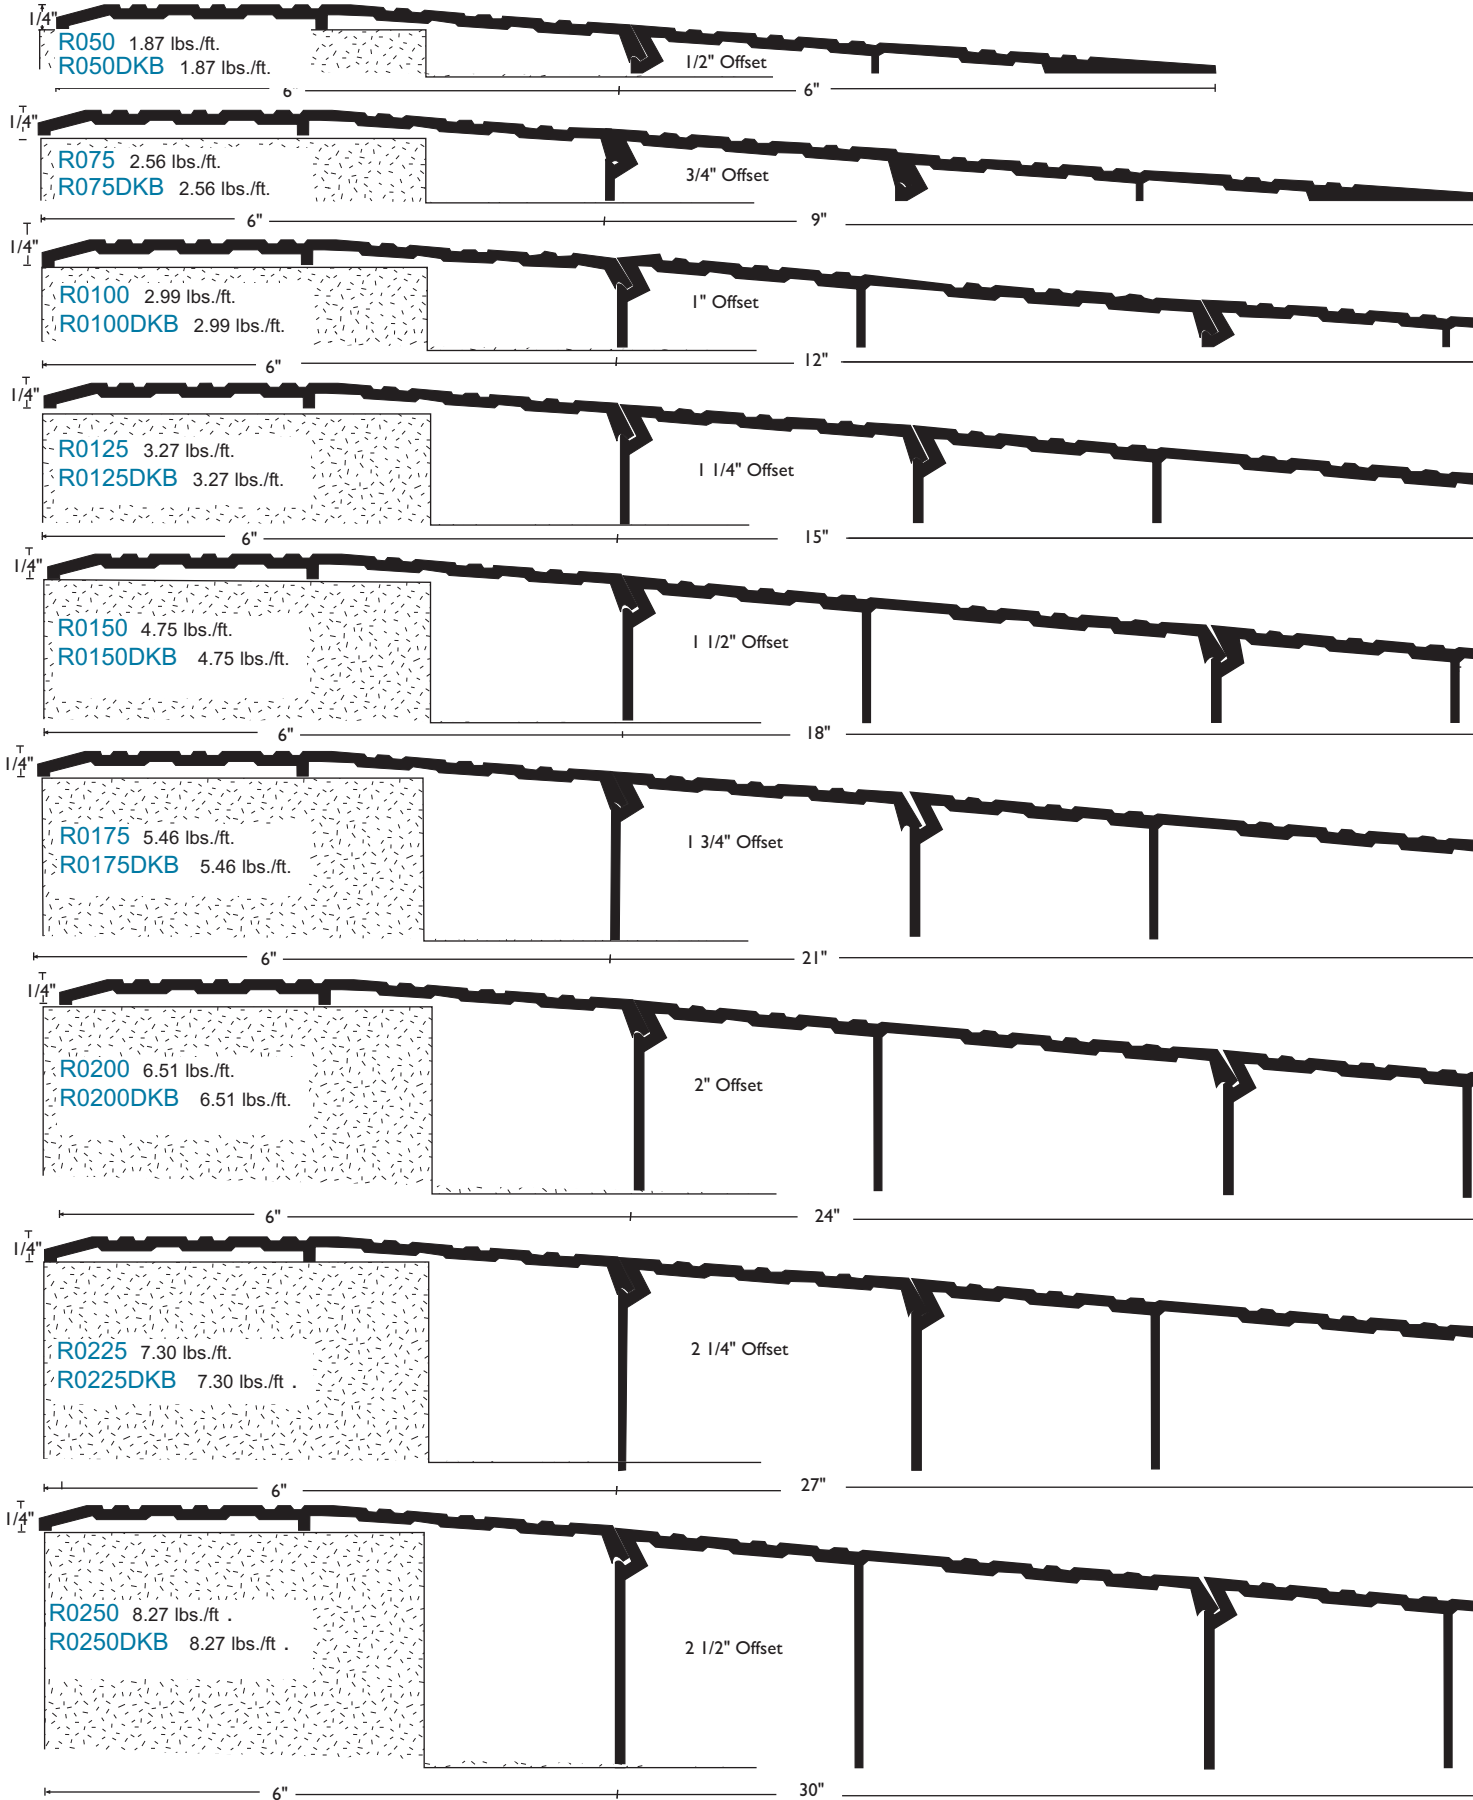 1/4"
R050 1.87 lbs./ft.
R050DKB 1.87 lbs./ft.
1/2" Offset
6 6"
1/4"
R075 2.56 lbs./ft.
R075DKB 2.56 lbs./ft.
3/4" Offset
6" 9"
1/4"
R0100 2.99 lbs./ft.
R0100DKB 2.99 lbs./ft.
1" Offset
6" 12"
1/4"
R0125 3.27 lbs./ft.
R0125DKB 3.27 lbs./ft.
1 1/4" Offset
6" 15"
1/4"
R0150 4.75 lbs./ft.
R0150DKB 4.75 lbs./ft.
1 1/2" Offset
6" 18"
1/4"
R0175 5.46 lbs./ft.
R0175DKB 5.46 lbs./ft.
1 3/4" Offset
6" 21"
1/4"
R0200 6.51 lbs./ft.
R0200DKB 6.51 lbs./ft.
2" Offset
6" 24"
1/4"
R0225 7.30 lbs./ft.
R0225DKB 7.30 lbs./ft .
2 1/4" Offset
6" 27"
1/4"
R0250 8.27 lbs./ft .
R0250DKB 8.27 lbs./ft .
2 1/2" Offset
6" 30"